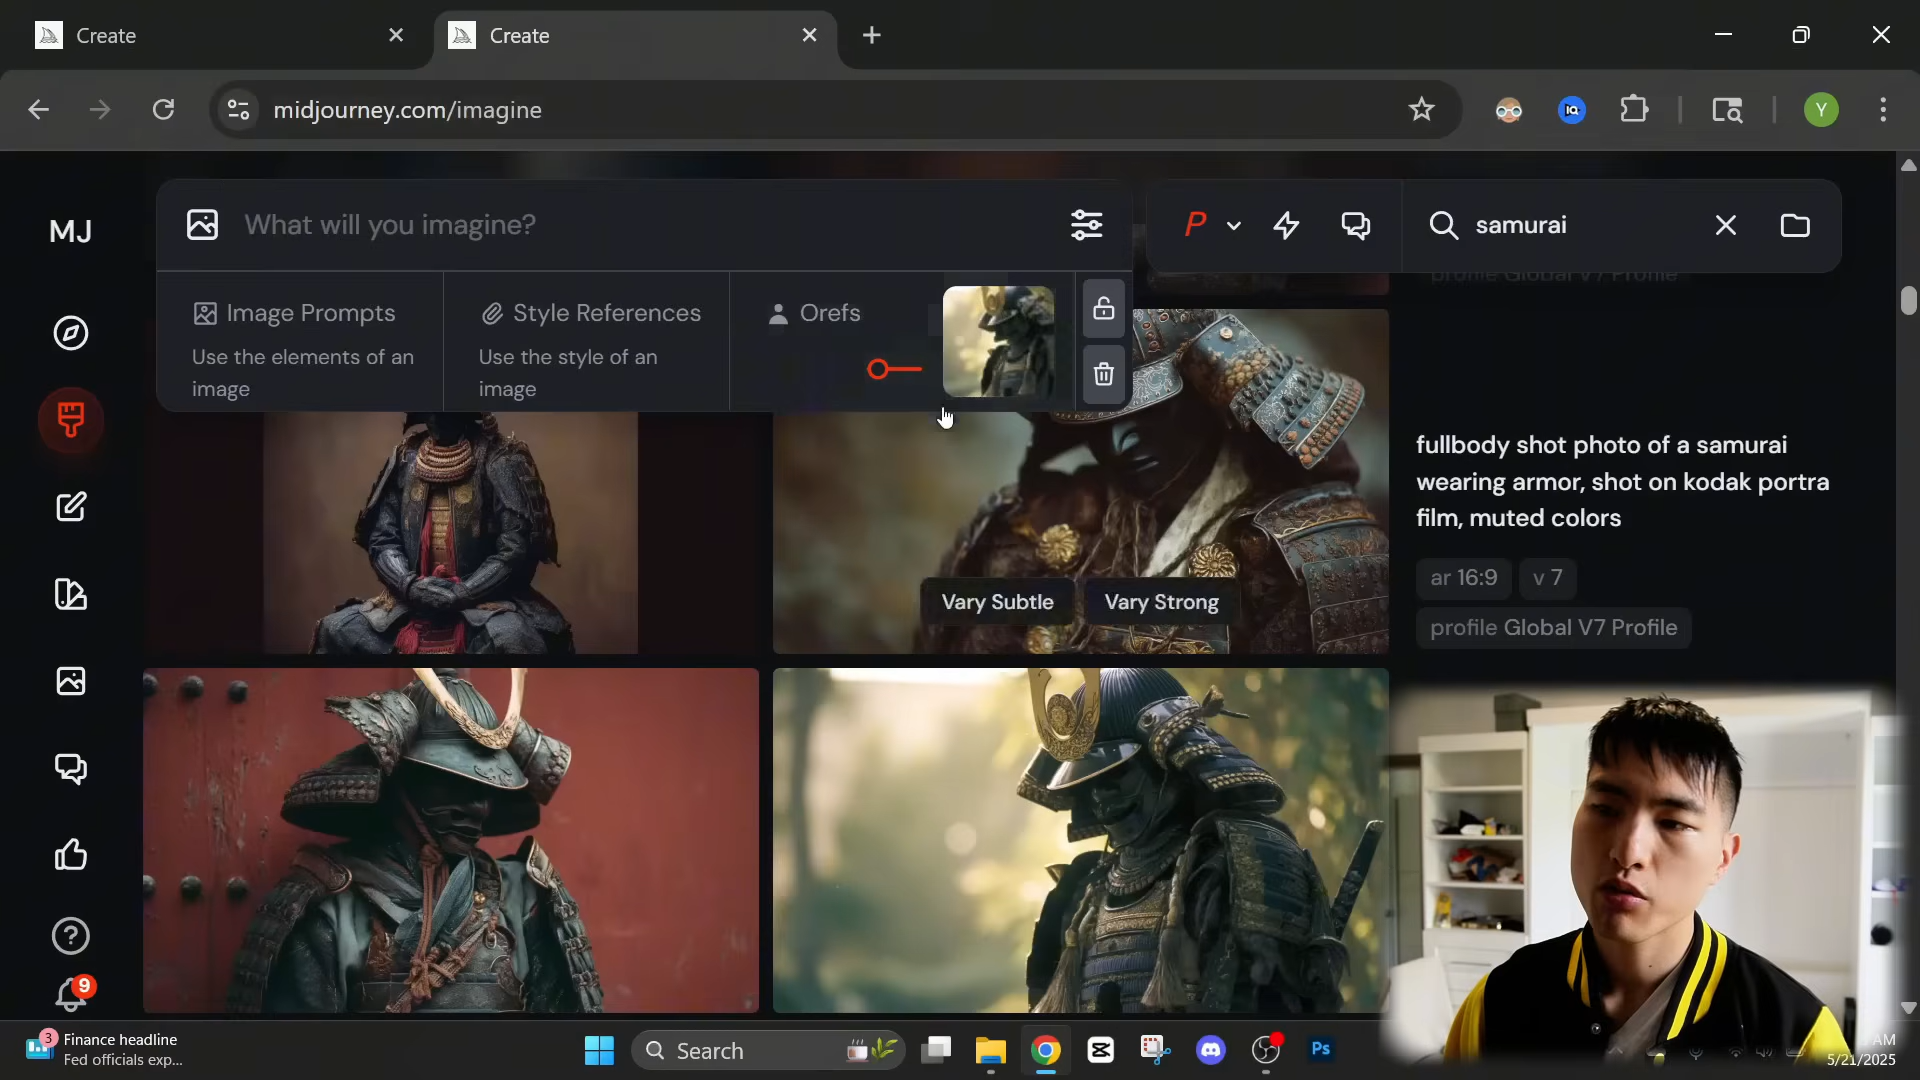 Create
Create
midjourney.com/imagine
Y
MJ
What will you imagine?
P
samurai
Image Prompts
Use the elements of an
image
Style References
Use the style of an
image
Orefs
fullbody shot photo of a samurai
wearing armor, shot on kodak portra
film, muted colors
ar 16:9
v 7
profile Global V7 Profile
Vary Subtle
Vary Strong
9
3
Finance headline
Fed officials exp...
Search
Ps
AM
5/21/2025